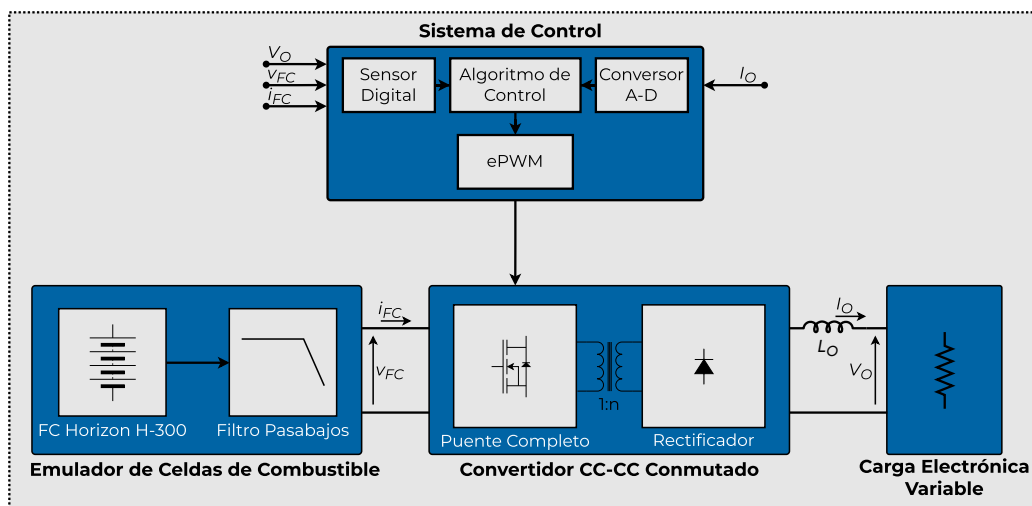 Sistema de Control
V_O
v_FC
i_FC
Sensor
Digital
Algoritmo de
Control
Conversor
A-D
I_O
ePWM
i_FC
v_FC
FC Horizon H-300
Filtro Pasabajos
Emulador de Celdas de Combustible
1:n
Puente Completo
Rectificador
Convertidor CC-CC Conmutado
I_O
L_O
V_O
Carga Electrónica
Variable